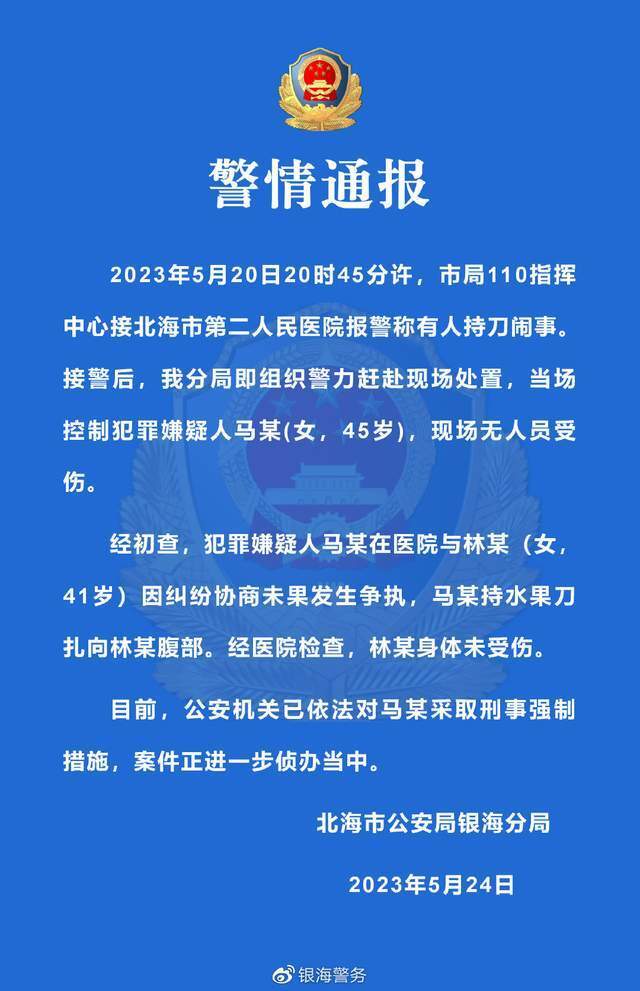 警情通报
2023年5月20日20时45分许，市局110指挥
中心接北海市第二人民医院报警称有人持刀闹事。
接警后，我分局即组织警力赶赴现场处置，当场
控制犯罪嫌疑人马某(女，45岁)，现场无人员受
伤。
经初查，犯罪嫌疑人马某在医院与林某（女，
41岁）因纠纷协商未果发生争执，马某持水果刀
扎向林某腹部。经医院检查，林某身体未受伤。
目前，公安机关已依法对马某采取刑事强制
措施，案件正进一步侦办当中。
北海市公安局银海分局
2023年5月24日
银海警务